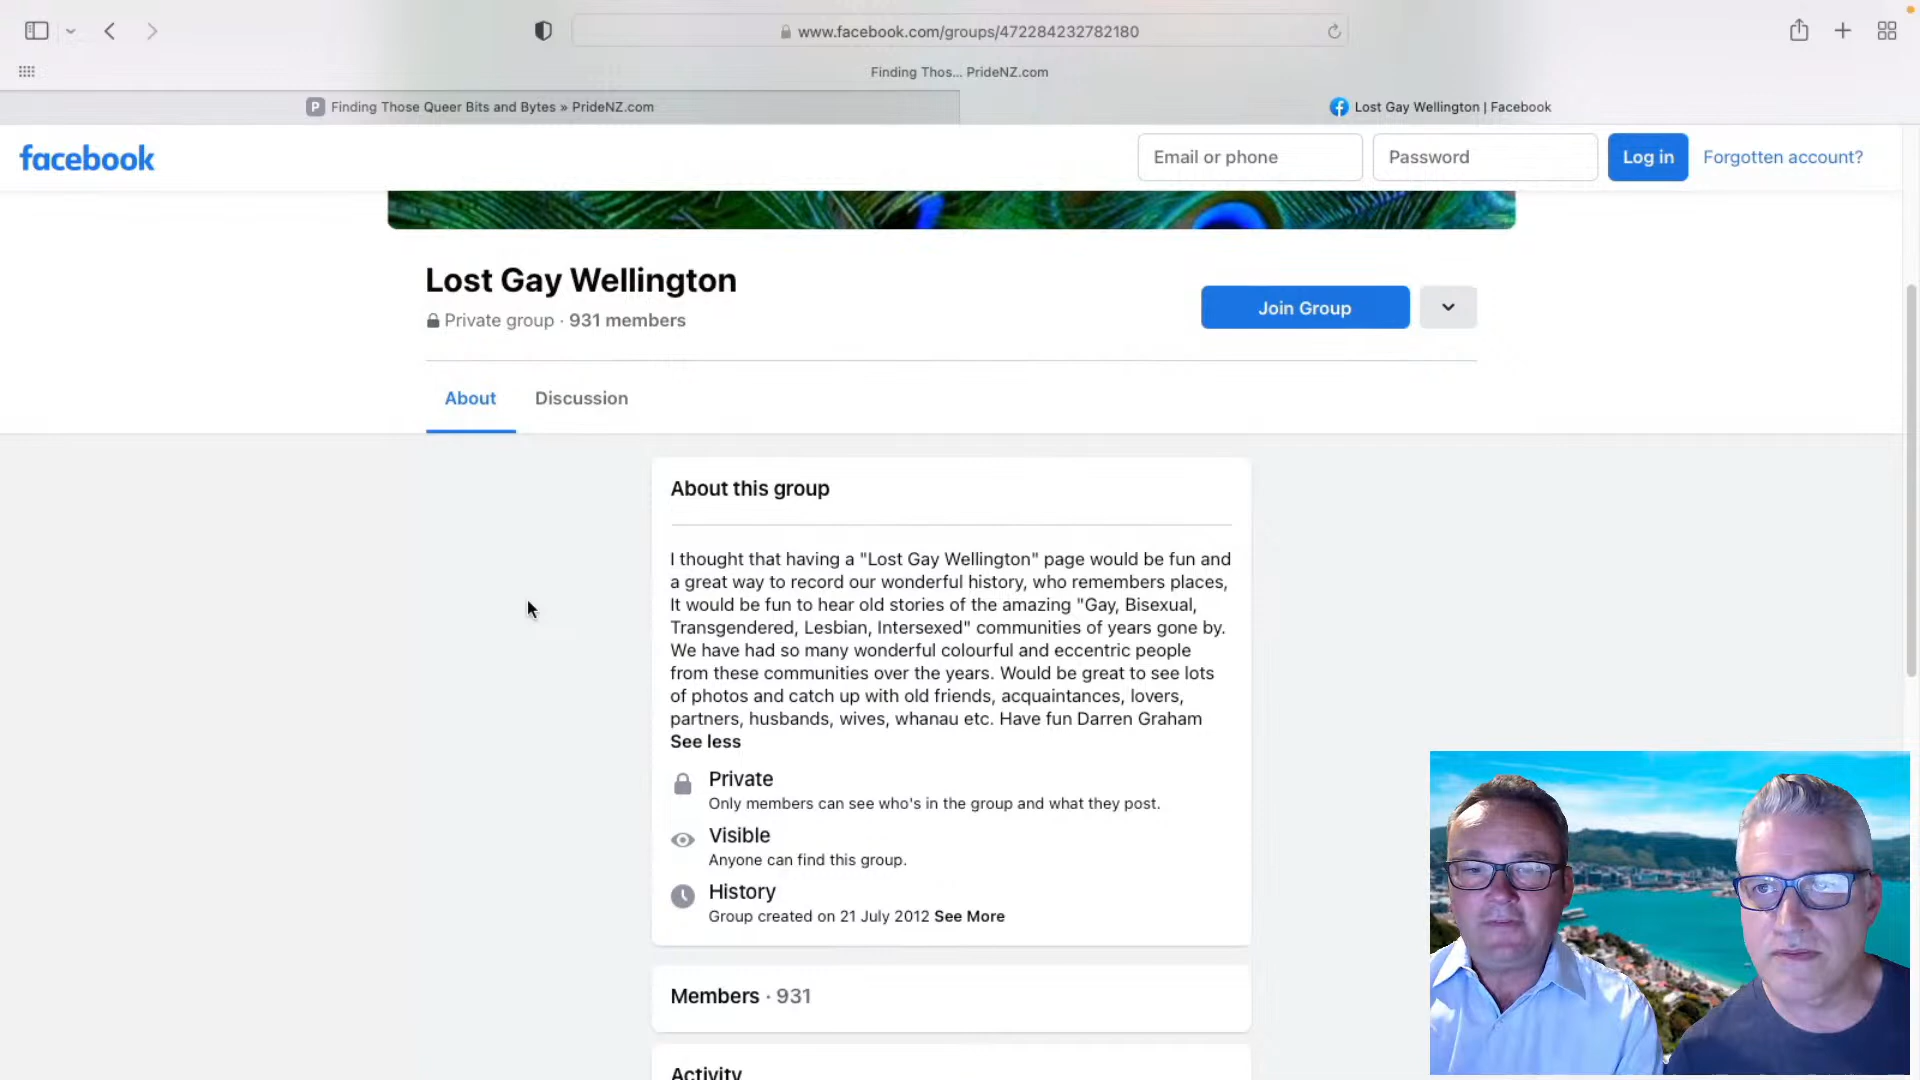 www.facebook.com/groups/472284232782180
Finding Thos... PrideNZ.com
P Finding Those Queer Bits and Bytes » PrideNZ.com
Lost Gay Wellington | Facebook
facebook
Email or phone
Password
Log in
Forgotten account?
Lost Gay Wellington
Private group · 931 members
Join Group
About
Discussion
About this group
I thought that having a "Lost Gay Wellington" page would be fun and
a great way to record our wonderful history, who remembers places,
It would be fun to hear old stories of the amazing "Gay, Bisexual,
Transgendered, Lesbian, Intersexed" communities of years gone by.
We have had so many wonderful colourful and eccentric people
from these communities over the years. Would be great to see lots
of photos and catch up with old friends, acquaintances, lovers,
partners, husbands, wives, whanau etc. Have fun Darren Graham
See less
Private
Only members can see who's in the group and what they post.
Visible
Anyone can find this group.
History
Group created on 21 July 2012 See More
Members · 931
Activity